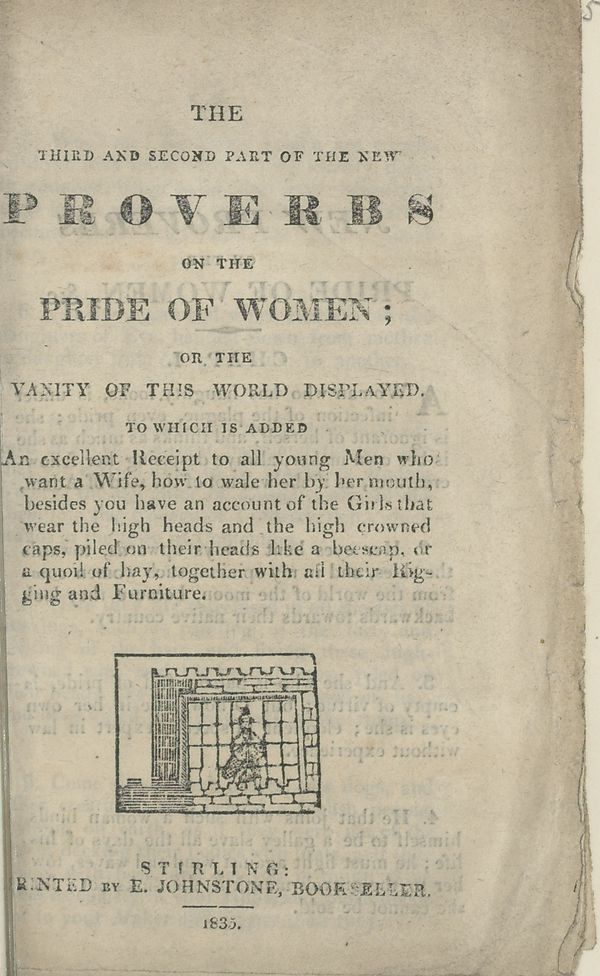 THE
THIRD AND SECOND PART OF THE NEW
PROVERBS
ON THE
PRIDE OF WOMEN;
OR THE
VANITY OF THIS WORLD DISPLAYED.
TO WHICH IS ADDED
An excellent Receipt to all young Men who
want a Wife, how to wale her by her mouth,
besides you have an account of the Girls that
wear the high heads and the high crowned
caps, piled on their heads like a beescap, or
a quoil of hay, together with all their Rig-
ging and Furniture.
STIRLING:
PRINTED BY E. JOHNSTONE, BOOKSELLER.
1835.